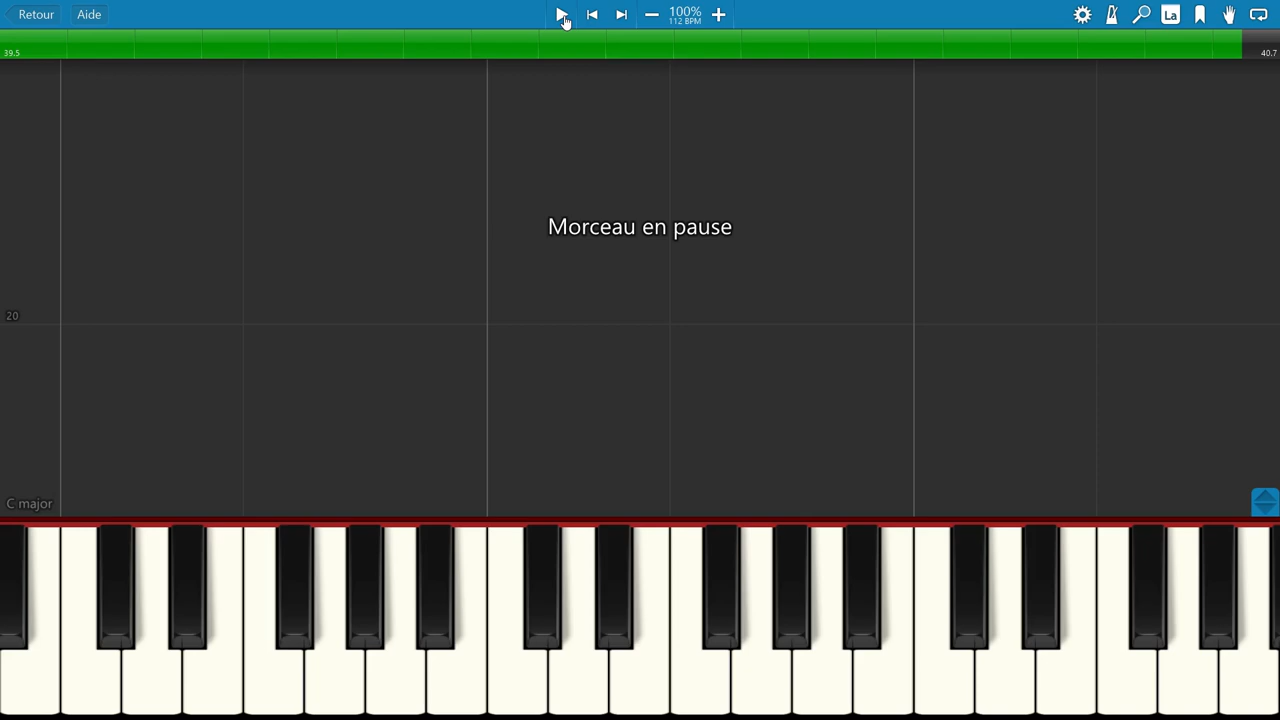 Retour Aide 100% La
112 BPM
39.5 40.7
Morceau en pause
20
C major